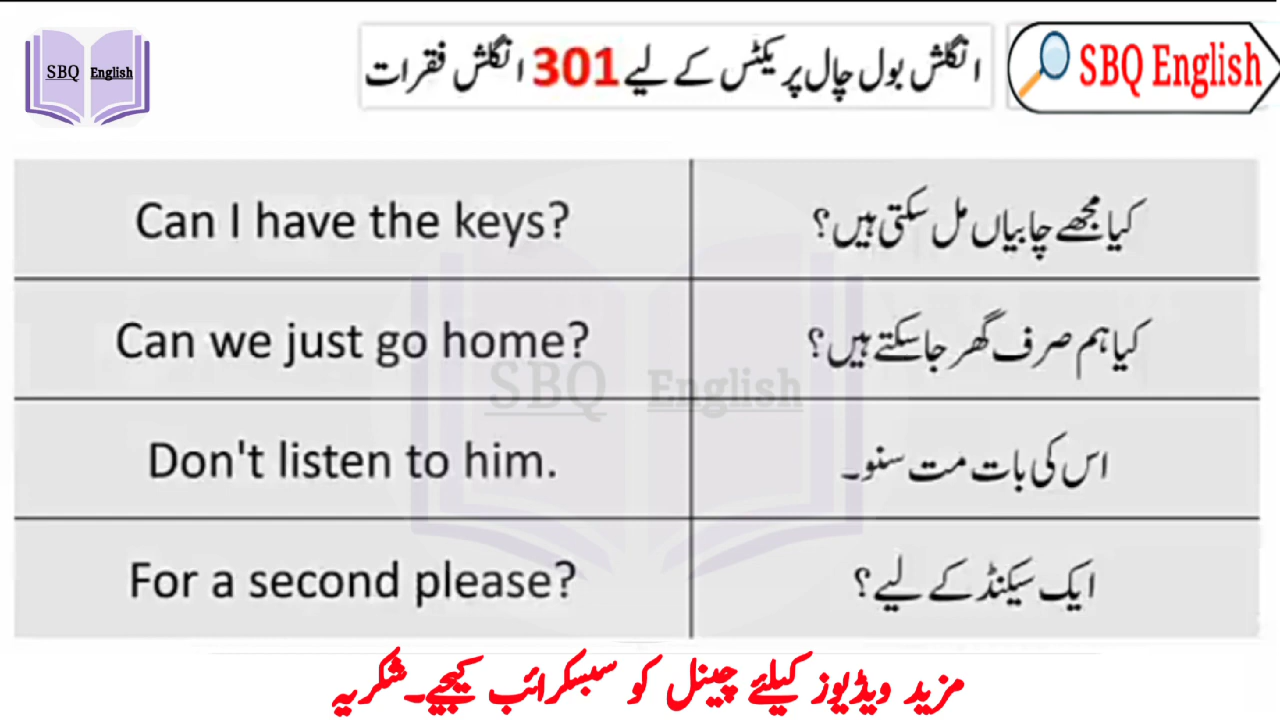 SBQ English
انگلش بول چال پریکٹس کے لیے 301 انگلش فقرات
SBQ English
Can I have the keys?
کیا مجھے چابیاں مل سکتی ہیں؟
Can we just go home?
کیا ہم صرف گھر جا سکتے ہیں؟
SBQ English
Don't listen to him.
اس کی بات مت سنو۔
For a second please?
ایک سیکنڈ کے لیے؟
مزید ویڈیوز کیلئے چینل کو سبسکرائب کیجیے۔شکریہ